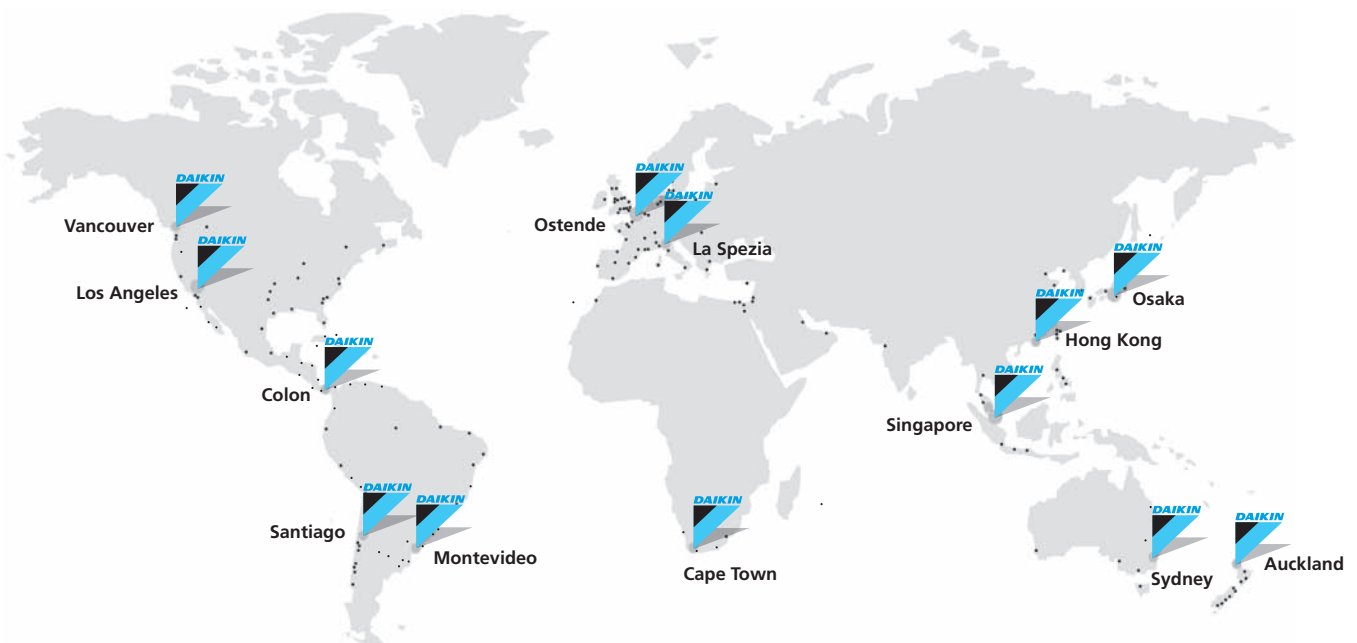 DAIKIN
Vancouver
DAIKIN
Los Angeles
DAIKIN
Colon
DAIKIN
Santiago
DAIKIN
Montevideo
DAIKIN
Ostende
DAIKIN
La Spezia
DAIKIN
Cape Town
DAIKIN
Osaka
DAIKIN
Hong Kong
DAIKIN
Singapore
DAIKIN
Sydney
DAIKIN
Auckland